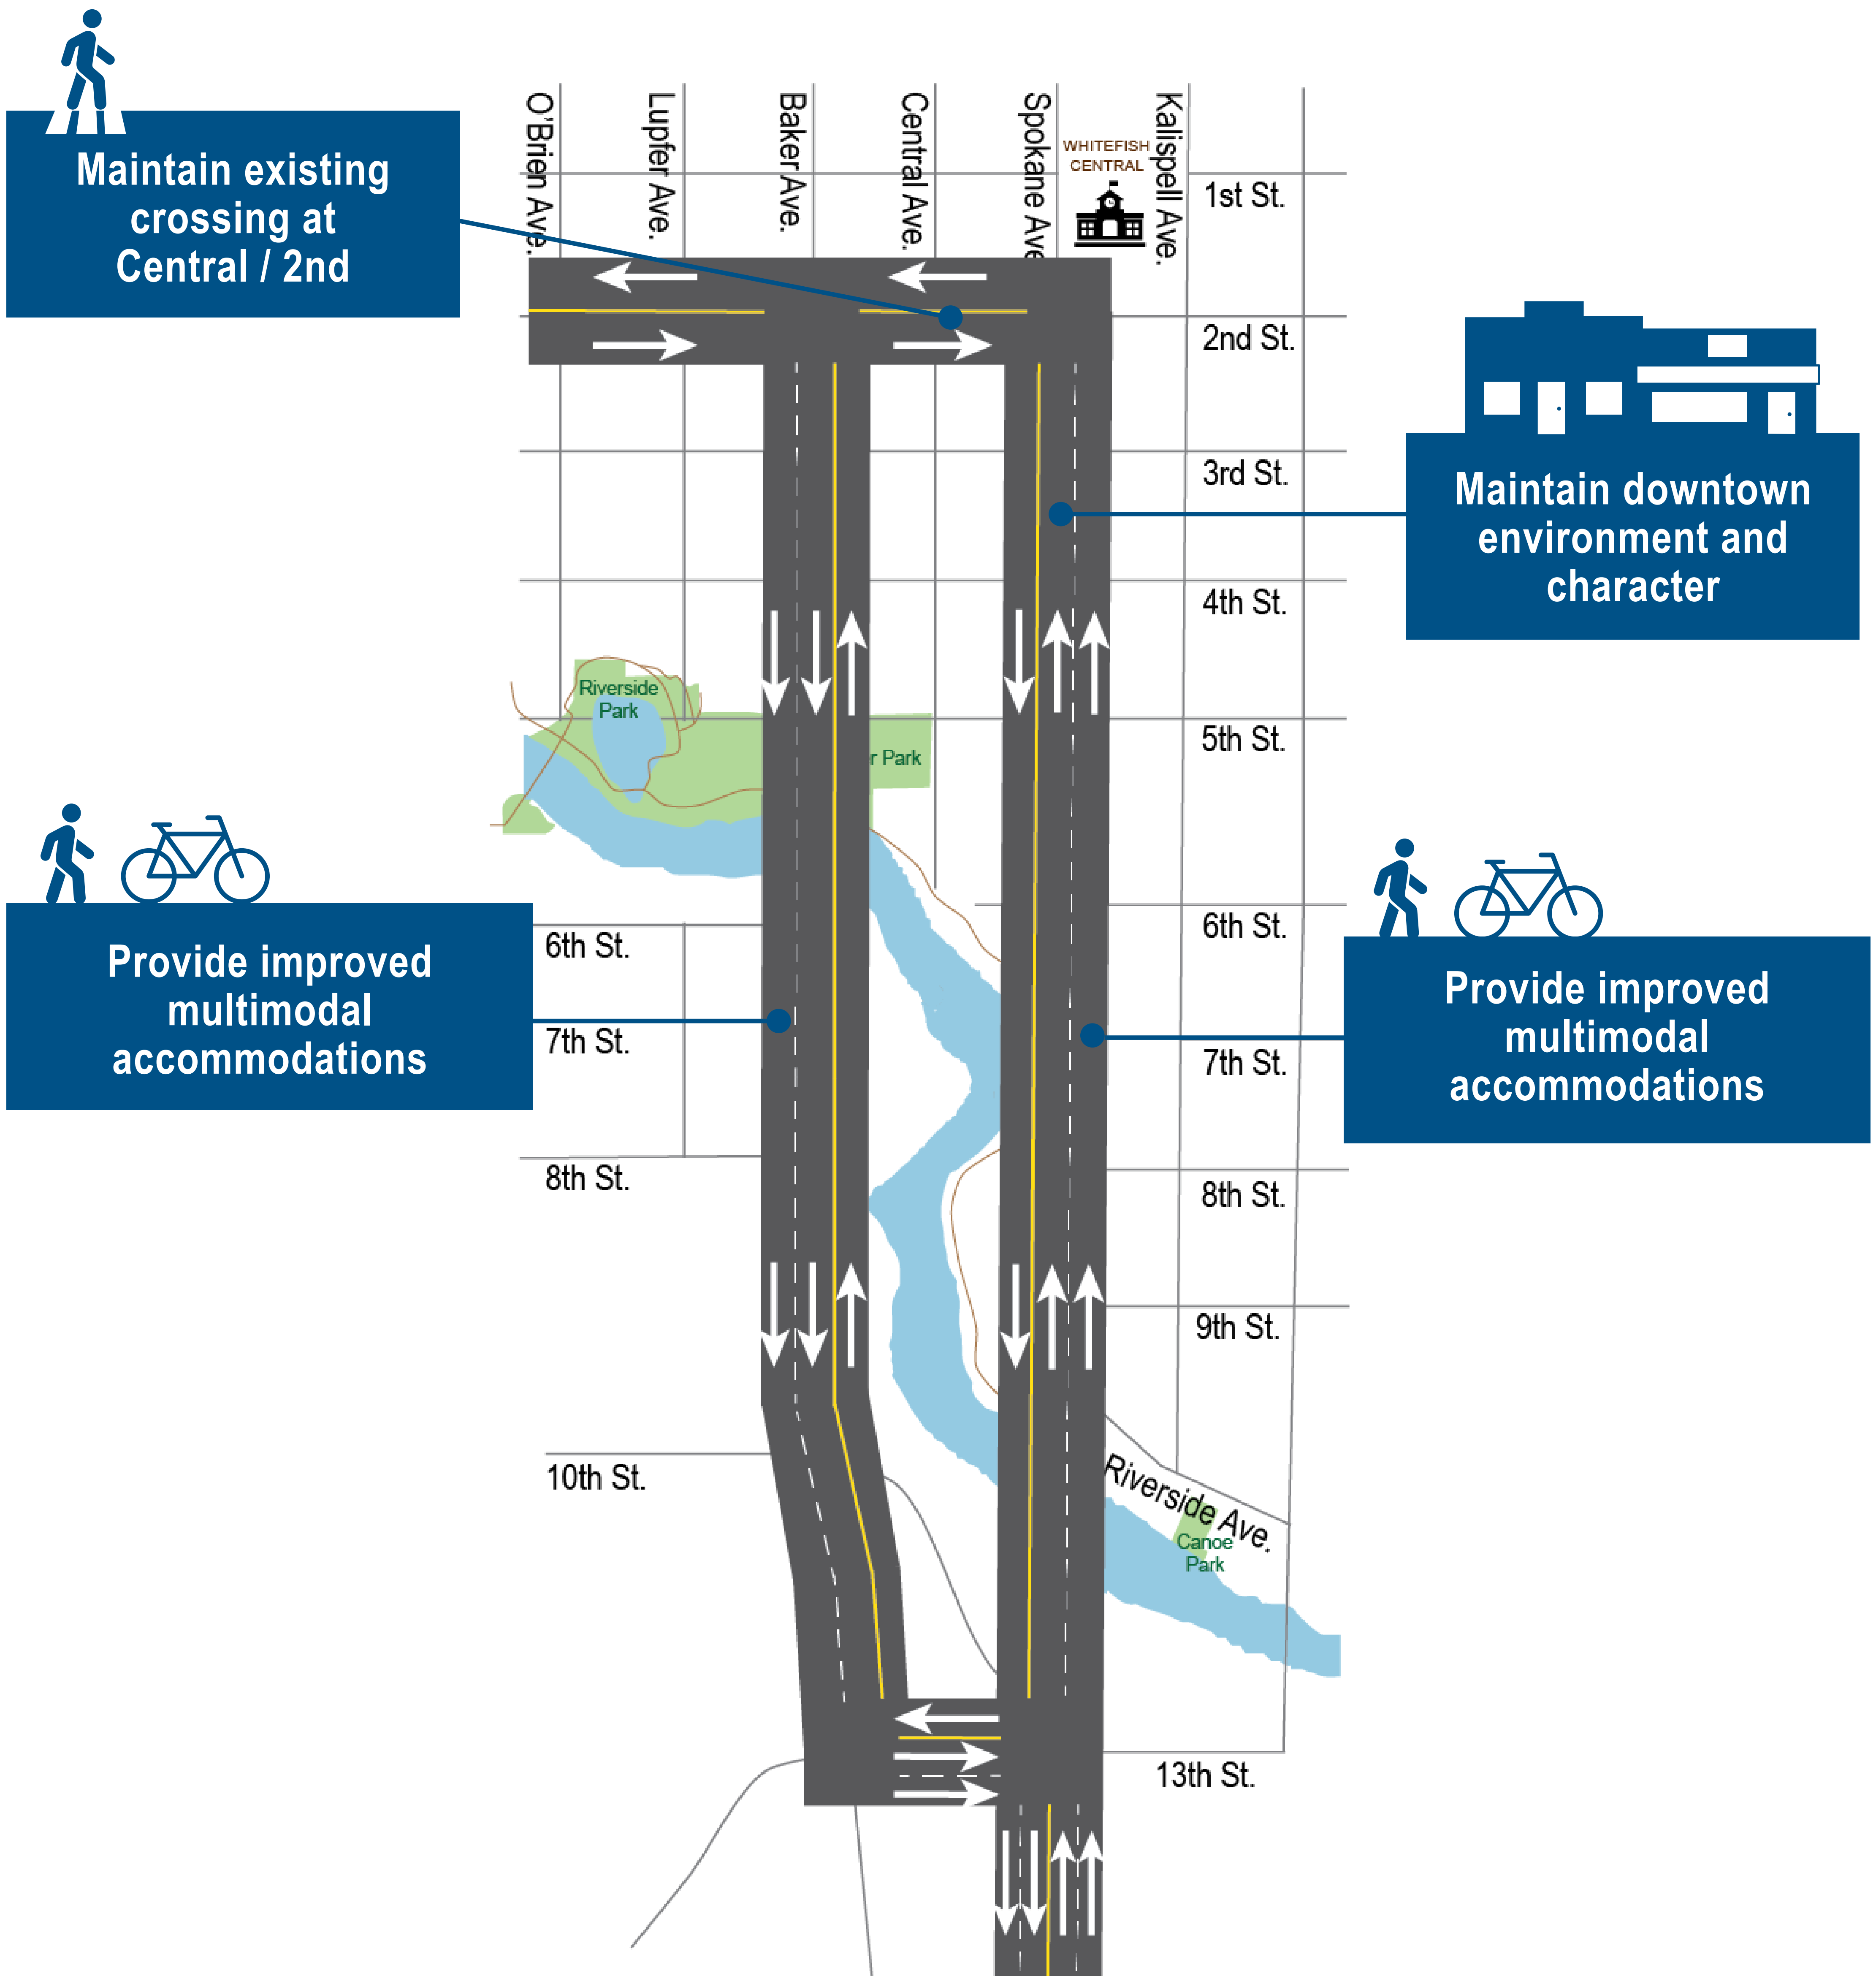 Maintain existing
crossing at
Central / 2nd
O'Brien Ave.
Lupfer Ave.
Baker Ave.
Central Ave.
Spokane Ave
WHITEFISH
CENTRAL
Kalispell Ave.
1st St.
2nd St.
3rd St.
Maintain downtown
environment and
character
4th St.
Riverside
Park
5th St.
r Park
6th St.
6th St.
Provide improved
multimodal
accommodations
Provide improved
multimodal
accommodations
7th St.
7th St.
8th St.
8th St.
9th St.
10th St.
Riverside Ave.
Canoe
Park
13th St.